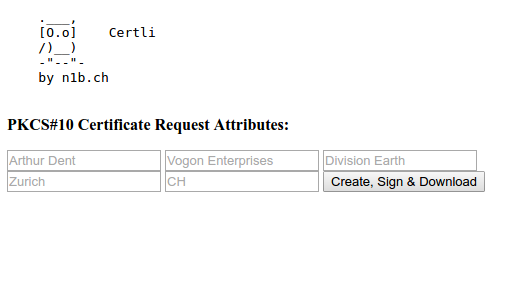 .___,
[O.o]    Certli
/)__)
-"--"-
by n1b.ch
PKCS#10 Certificate Request Attributes:
Arthur Dent Vogon Enterprises Division Earth
Zurich CH Create, Sign & Download